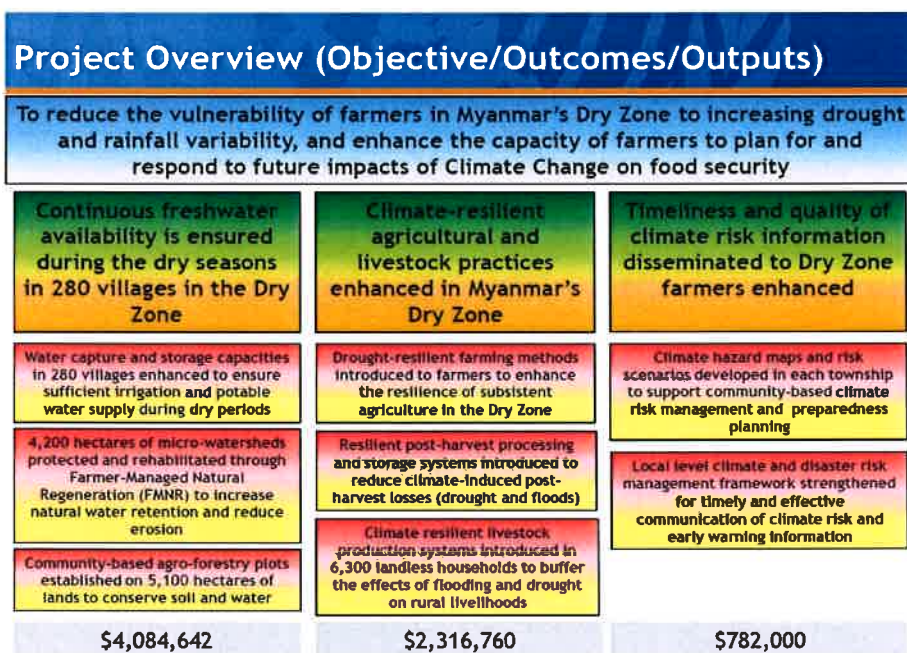 Project Overview (Objective/Outcomes/Outputs)
To reduce the vulnerability of farmers in Myanmar's Dry Zone to increasing drought
and rainfall variability, and enhance the capacity of farmers to plan for and
respond to future impacts of Climate Change on food security
Continuous freshwater
availability is ensured
during the dry seasons
in 280 villages in the Dry
Zone
Water capture and storage capacities
in 280 villages enhanced to ensure
sufficient irrigation and potable
water supply during dry periods
4,200 hectares of micro-watersheds
protected and rehabilitated through
Farmer-Managed Natural
Regeneration (FMNR) to increase
natural water retention and reduce
erosion
Community-based agro-forestry plots
established on 5,100 hectares of
lands to conserve soil and water
$4,084,642
Climate-resilient
agricultural and
livestock practices
enhanced in Myanmar's
Dry Zone
Drought-resilient farming methods
introduced to farmers to enhance
the resilience of subsistent
agriculture in the Dry Zone
Resilient post-harvest processing
and storage systems introduced to
reduce climate-induced post-
harvest losses (drought and floods)
Climate resilient livestock
production systems introduced in
6,300 landless households to buffer
the effects of flooding and drought
on rural livelihoods
$2,316,760
Timeliness and quality of
climate risk information
disseminated to Dry Zone
farmers enhanced
Climate hazard maps and risk
scenarios developed in each township
to support community-based climate
risk management and preparedness
planning
Local level climate and disaster risk
management framework strengthened
for timely and effective
communication of climate risk and
early warning information
$782,000